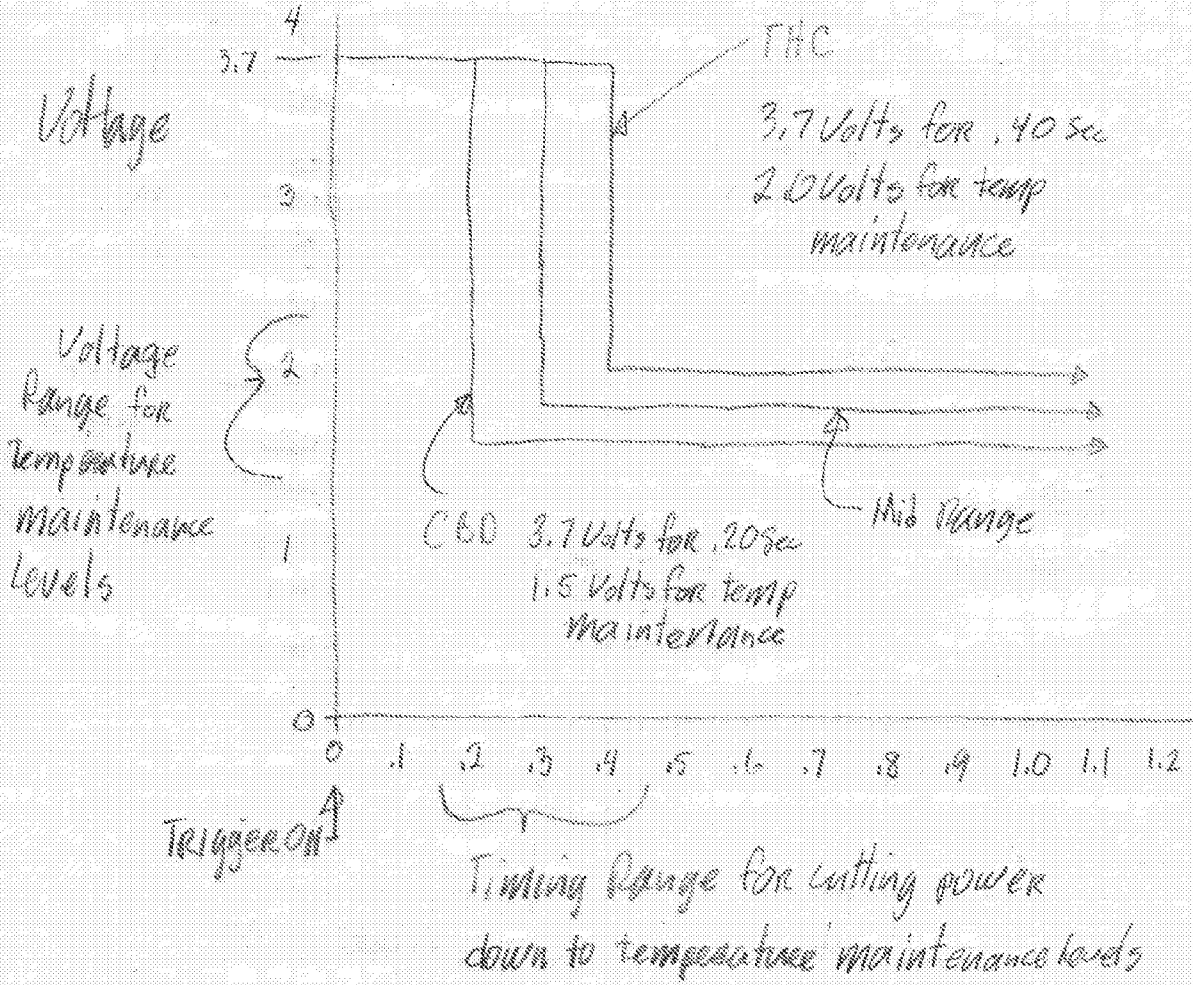 4
3.7
THC
Voltage
3.7 Volts for .40 Sec
2.0 Volts for temp
maintenance
3
Voltage
Range for
Temperature
maintenance
Levels
2
1
Mid Range
CBD 3.7 Volts for .20 Sec
1.5 Volts for temp
Maintenance
0
0 .1 .2 .3 .4 .5 .6 .7 .8 .9 1.0 1.1 1.2
Trigger On
Timing Range for cutting power
down to temperature maintenance levels